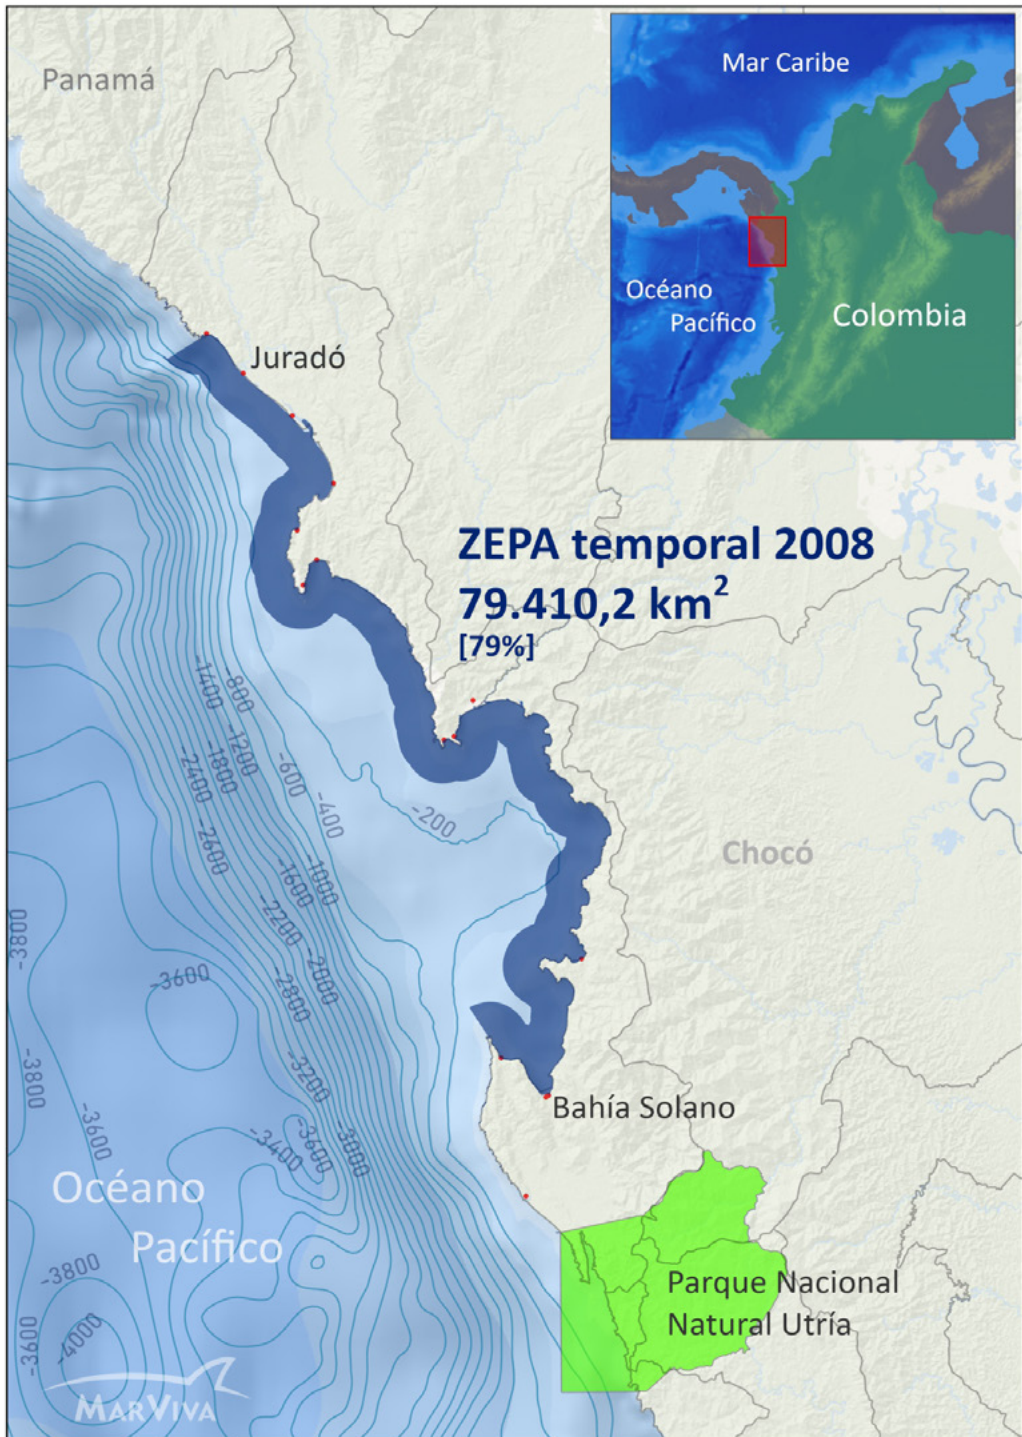 Panamá
Mar Caribe
Océano
Pacífico
Colombia
Juradó
ZEPA temporal 2008
79.410,2 km²
[79%]
-800
-1400
-1200
-1800
-2400
-600
-400
-200
-2600
Chocó
-1000
-1600
-2200
-2000
-2800
-3800
-3600
-3200
-3800
-3600
-3600
-3400
-3000
Bahía Solano
Océano
Pacífico
Parque Nacional
Natural Utría
-3800
-3600
-4000
MARVIVA